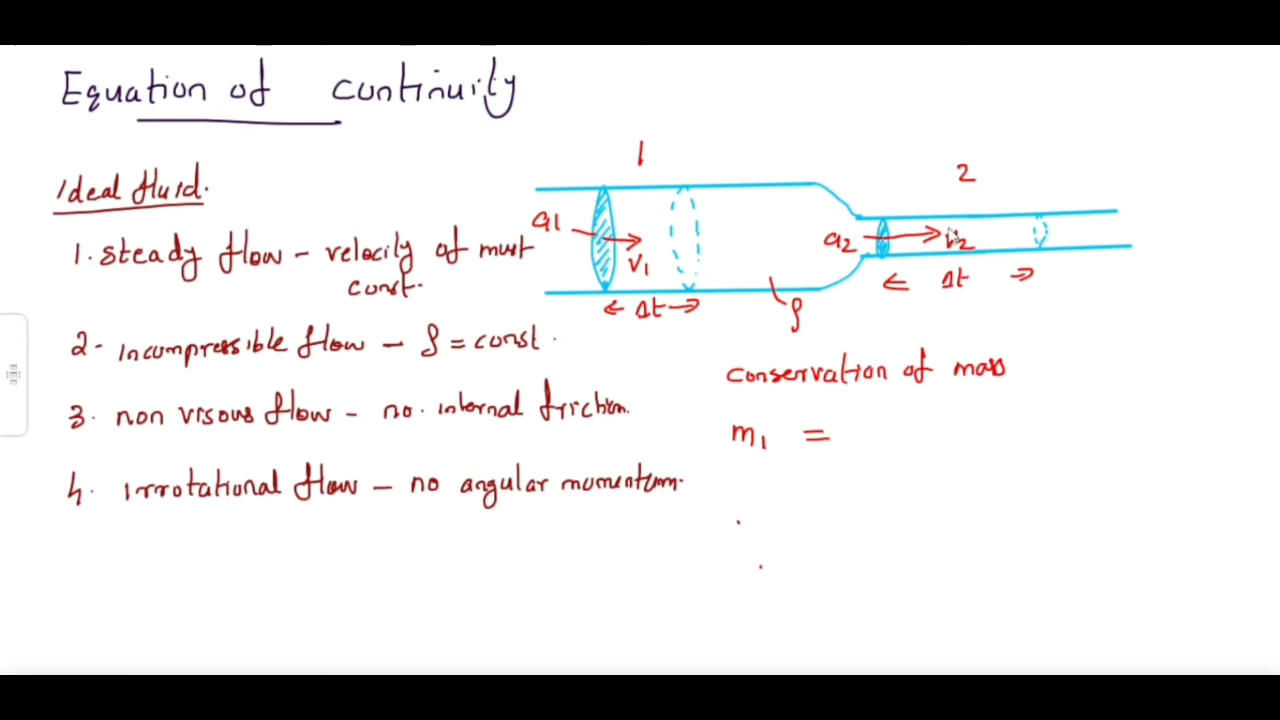 Equation of continuity
Ideal fluid.
1. steady flow - velocity of must
const.
2- incompressible flow - ρ = const.
3. non visous flow - no. internal friction.
4. irrotational flow - no angular momentum.
1
2
a1
V1
Δt
ρ
a2
V2
Δt
conservation of mass
m1 =